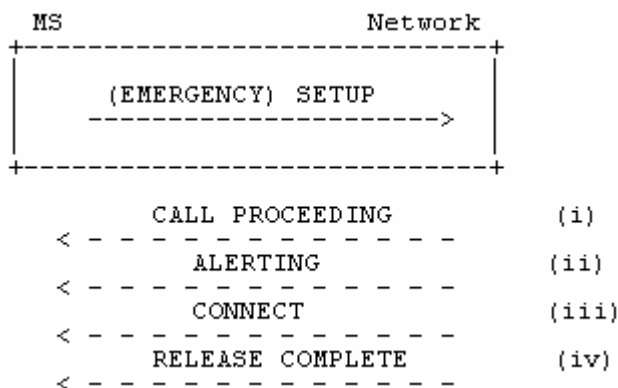 MS Network
(EMERGENCY) SETUP
CALL PROCEEDING (i)
ALERTING (ii)
CONNECT (iii)
RELEASE COMPLETE (iv)